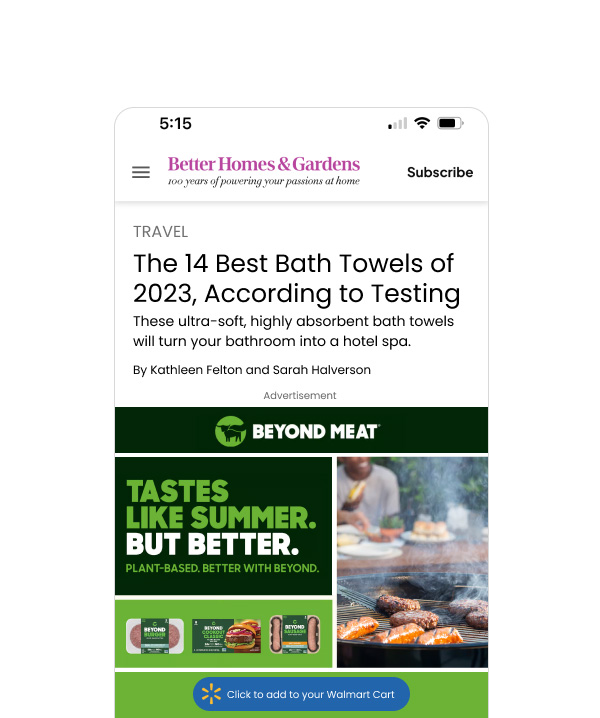 5:15
Better Homes & Gardens
Subscribe
100 years of powering your passions at home
TRAVEL
The 14 Best Bath Towels of
2023, According to Testing
These ultra-soft, highly absorbent bath towels
will turn your bathroom into a hotel spa.
By Kathleen Felton and Sarah Halverson
Advertisement
BEYOND MEAT
TASTES
LIKE SUMMER.
BUT BETTER.
PLANT-BASED. BETTER WITH BEYOND.
BEYOND
BURGER
BEYOND
COOKOUT
CLASSIC
BEYOND
SAUSAGE
Click to add to your Walmart Cart